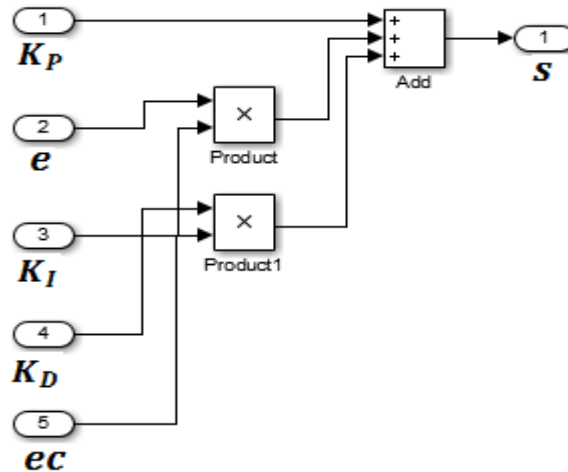 1
K_P
+
+
+
Add
1
s
2
e
×
Product
3
K_I
×
Product1
4
K_D
5
ec